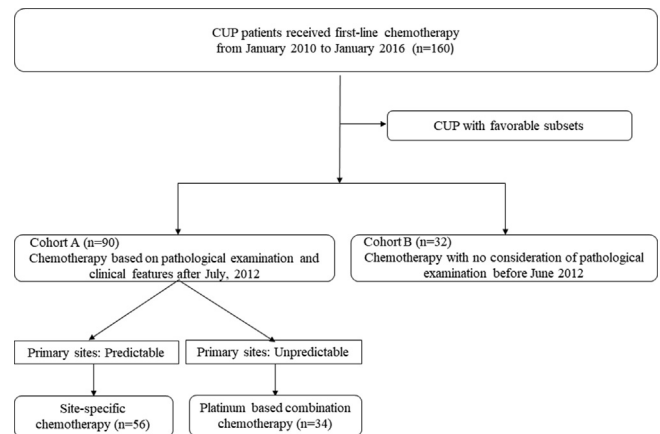 CUP patients received first-line chemotherapy
from January 2010 to January 2016 (n=160)
CUP with favorable subsets
Cohort A (n=90)
Chemotherapy based on pathological examination and
clinical features after July, 2012
Cohort B (n=32)
Chemotherapy with no consideration of pathological
examination before June 2012
Primary sites: Predictable
Primary sites: Unpredictable
Site-specific
chemotherapy (n=56)
Platinum based combination
chemotherapy (n=34)